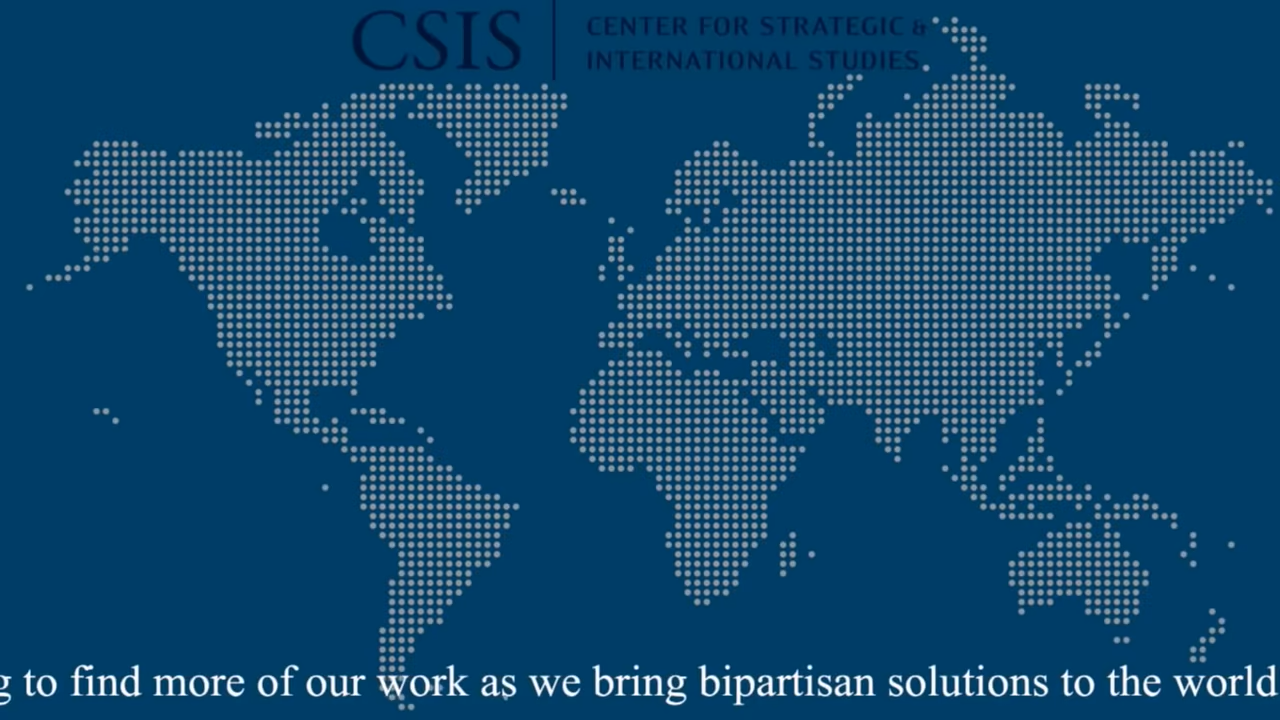 CSIS
CENTER FOR STRATEGIC &
INTERNATIONAL STUDIES
g to find more of our work as we bring bipartisan solutions to the world